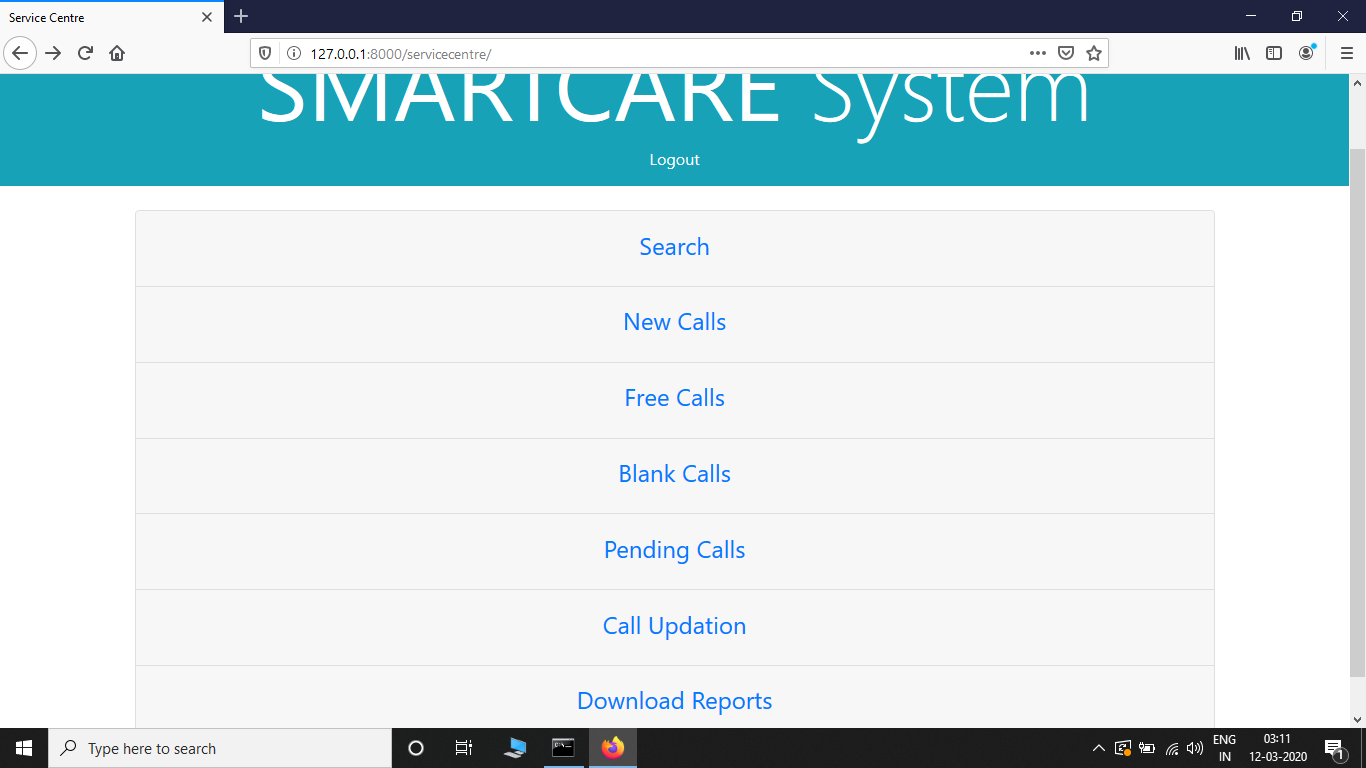 Service Centre
127.0.0.1:8000/servicecentre/
SMARTCARE System
Logout
Search
New Calls
Free Calls
Blank Calls
Pending Calls
Call Updation
Download Reports
Type here to search
ENG
IN
03:11
12-03-2020
1